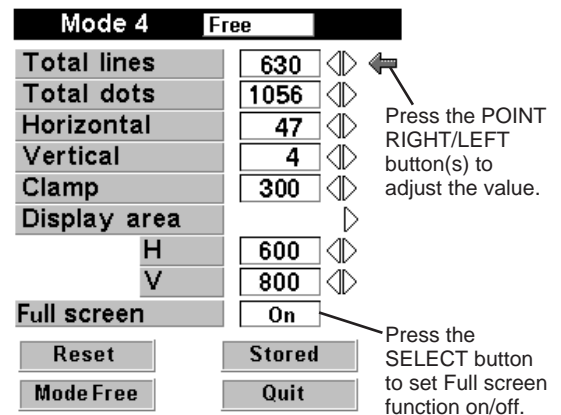 Mode 4 Free
Total lines 630
Total dots 1056
Horizontal 47
Vertical 4
Clamp 300
Display area
H 600
V 800
Full screen On
Reset Stored
Mode Free Quit
Press the POINT
RIGHT/LEFT
button(s) to
adjust the value.
Press the
SELECT button
to set Full screen
function on/off.